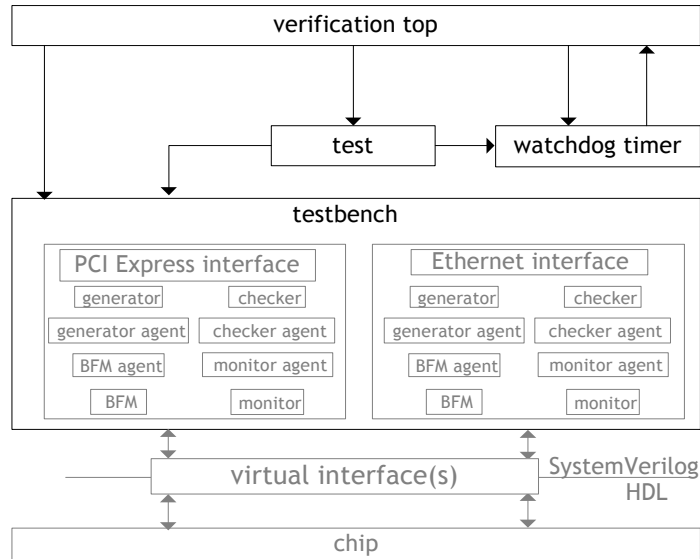 verification top
test
watchdog timer
testbench
PCI Express interface
generator
checker
generator agent
checker agent
BFM agent
monitor agent
BFM
monitor
Ethernet interface
generator
checker
generator agent
checker agent
BFM agent
monitor agent
BFM
monitor
virtual interface(s)
SystemVerilog
HDL
chip